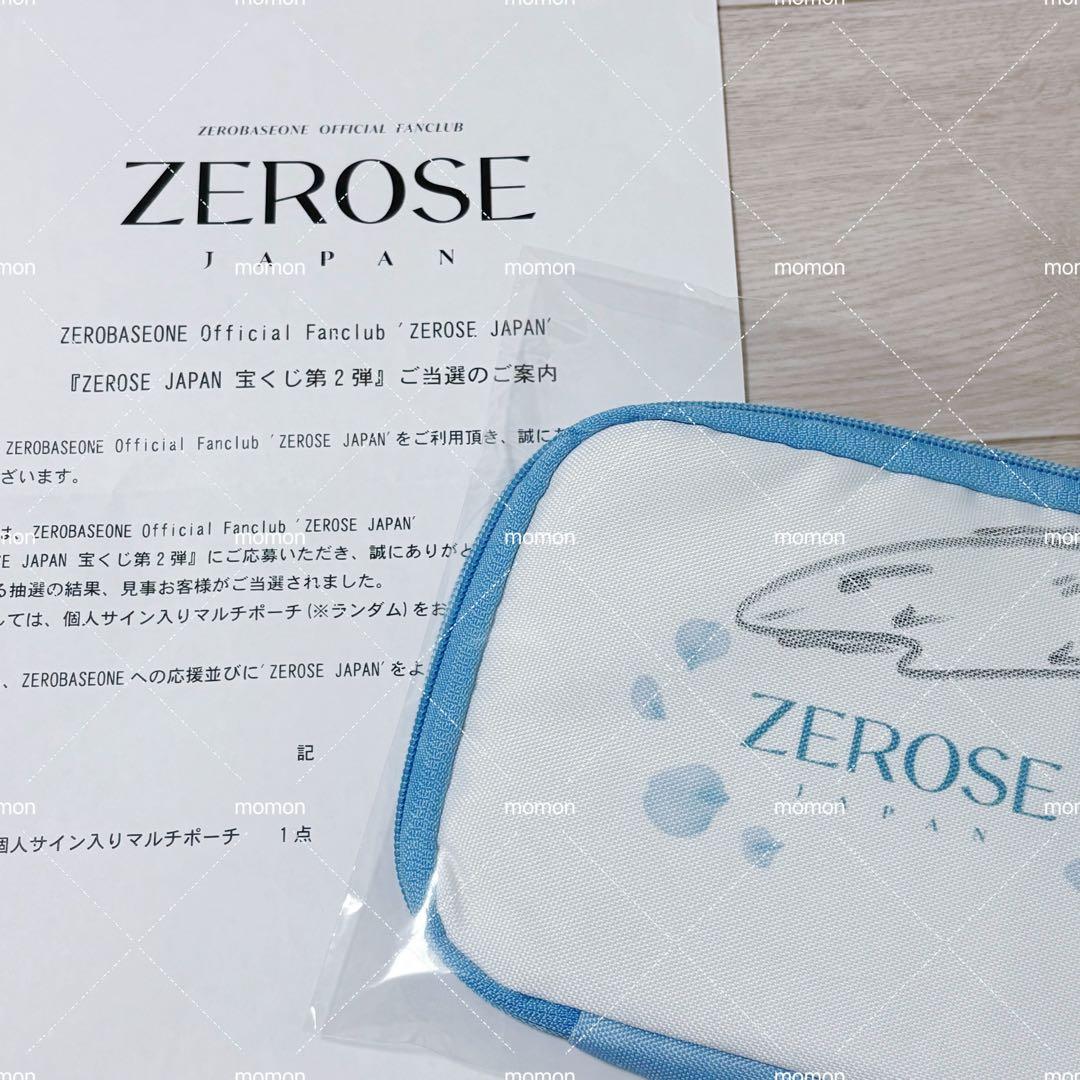 ZEROBASEONE OFFICIAL FANCLUB
ZEROSE
JAPAN
ZEROBASEONE Official Fanclub 'ZEROSE JAPAN'
『ZEROSE JAPAN 宝くじ第2弾』ご当選のご案内
ZEROBASEONE Official Fanclub 'ZEROSE JAPAN'をご利用頂き、誠に
ざいます。
は、ZEROBASEONE Official Fanclub 'ZEROSE JAPAN'
SE JAPAN 宝くじ第2弾』にご応募いただき、誠にありがと
る抽選の結果、見事お客様がご当選されました。
しては、個人サイン入りマルチポーチ(※ランダム)をお
、ZEROBASEONEへの応援並びに'ZEROSE JAPAN'をよ
記
個人サイン入りマルチポーチ 1点
ZEROSE
JAPAN
momon